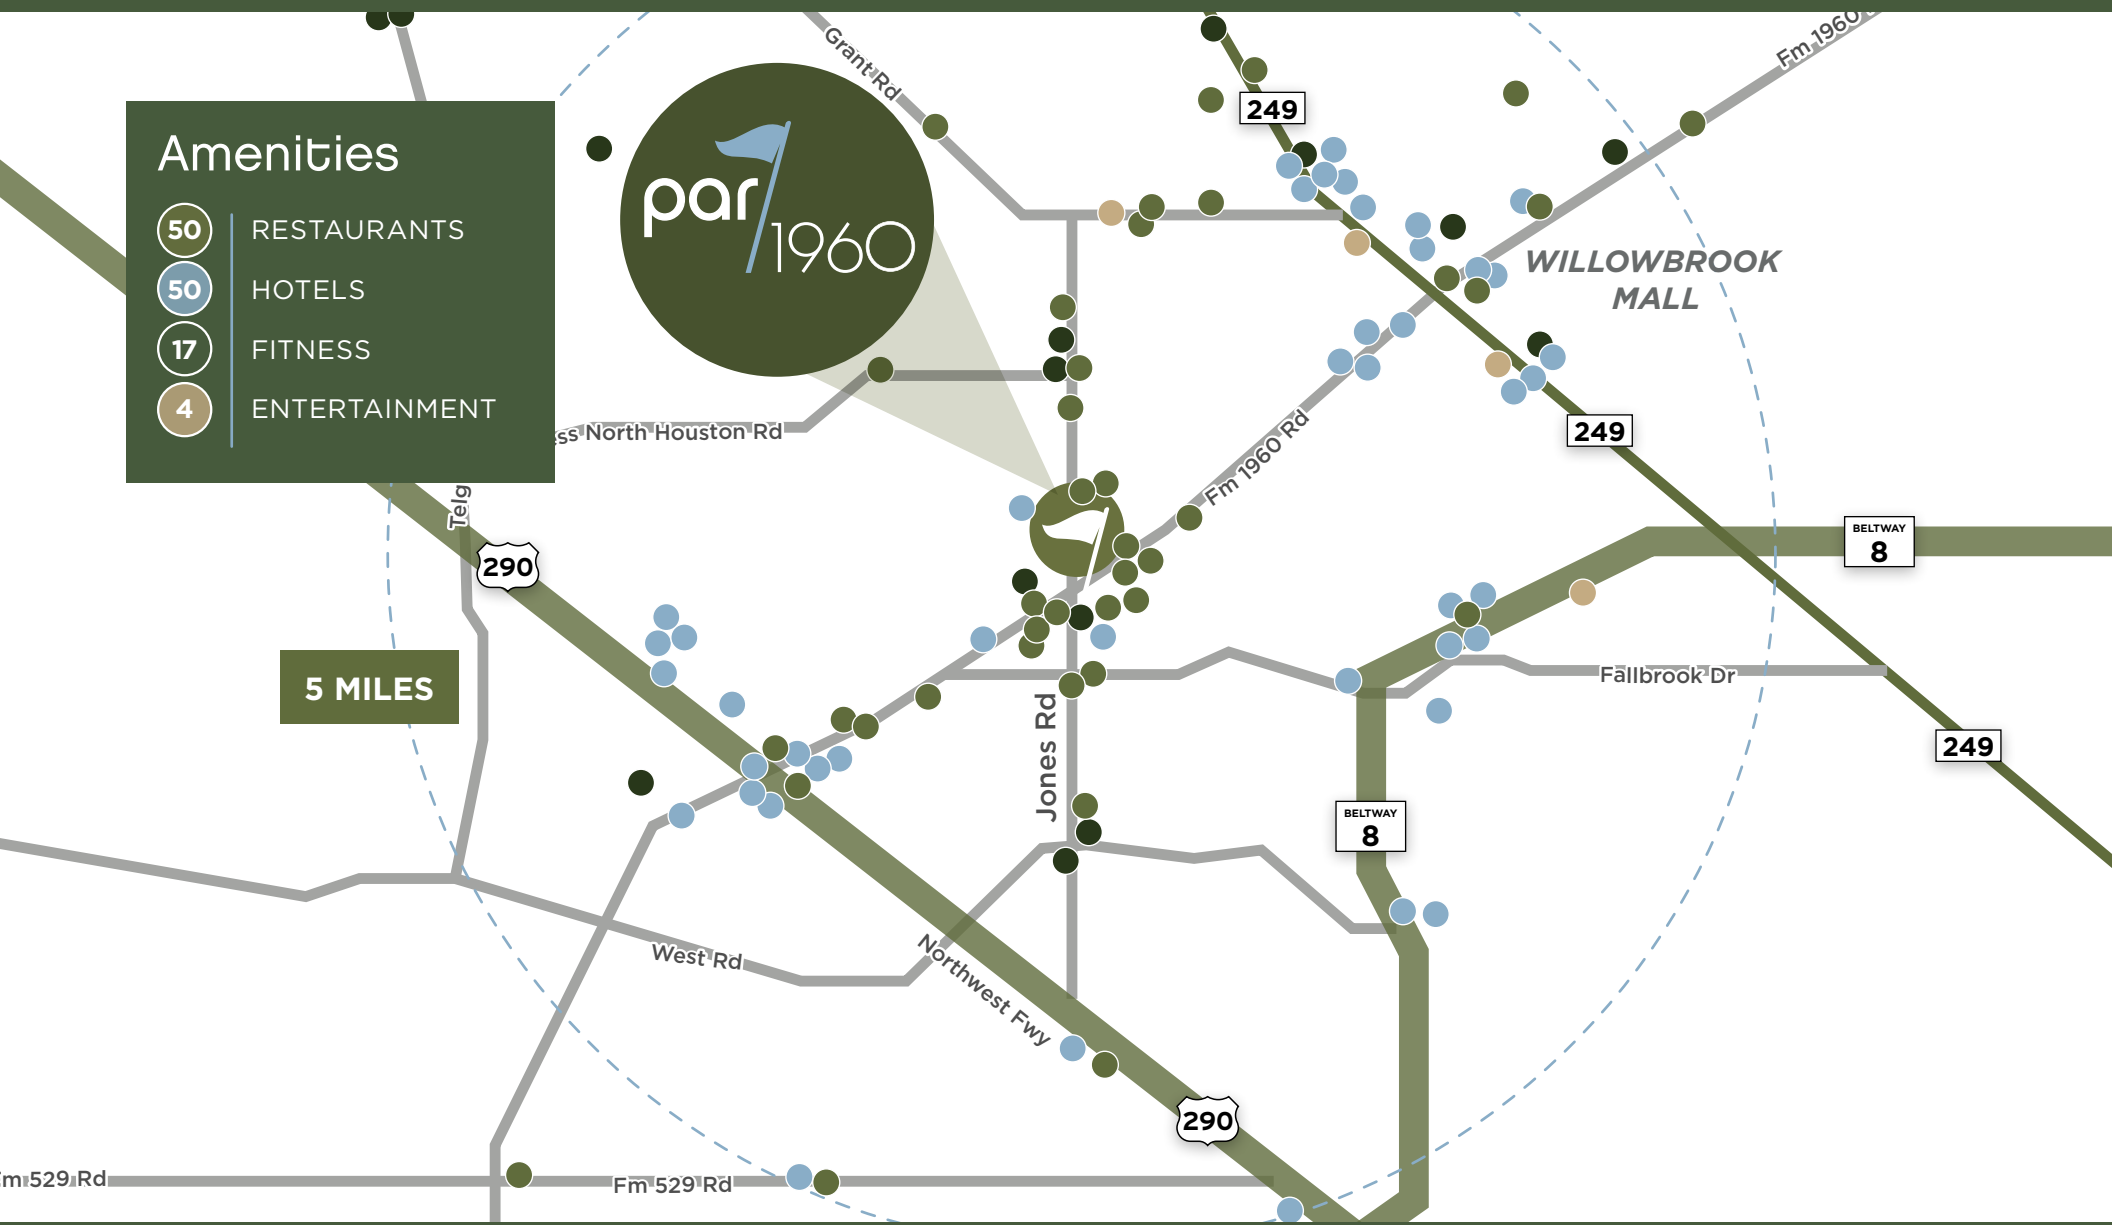 Grant Rd
Fm 1960
249
Amenities
50 RESTAURANTS
50 HOTELS
17 FITNESS
4 ENTERTAINMENT
par
1960
WILLOWBROOK
MALL
North Houston Rd
249
Fm 1960 Rd
BELTWAY
8
290
5 MILES
Fallbrook Dr
Jones Rd
249
BELTWAY
8
West Rd
Northwest Fwy
290
529 Rd
Fm 529 Rd